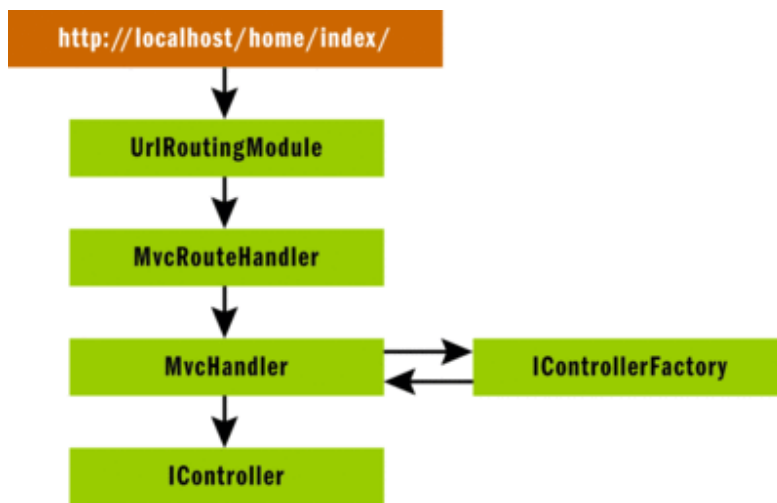 http://localhost/home/index/
UrlRoutingModule
MvcRouteHandler
MvcHandler
IControllerFactory
IController